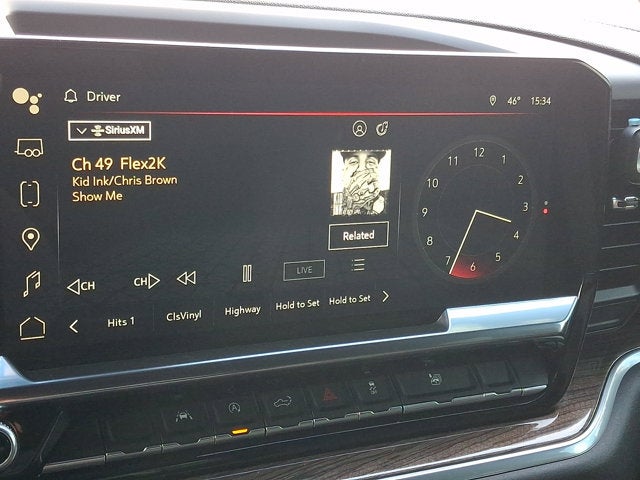 Driver
46° 15:34
SiriusXM
Ch 49 Flex2K
Kid Ink/Chris Brown
Show Me
Related
12
11 1
10 2
9 3
8 4
7 6 5
P
CH CH LIVE
Hits 1 ClsVinyl Highway Hold to Set Hold to Set